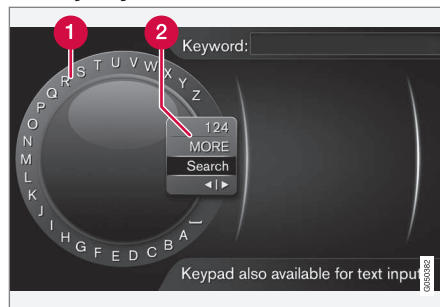 1
2
Keyword:
A B C D E F G H I J K L M N O P Q R S T U V W X Y Z
124
MORE
Search
◄|►
Keypad also available for text input
G050382